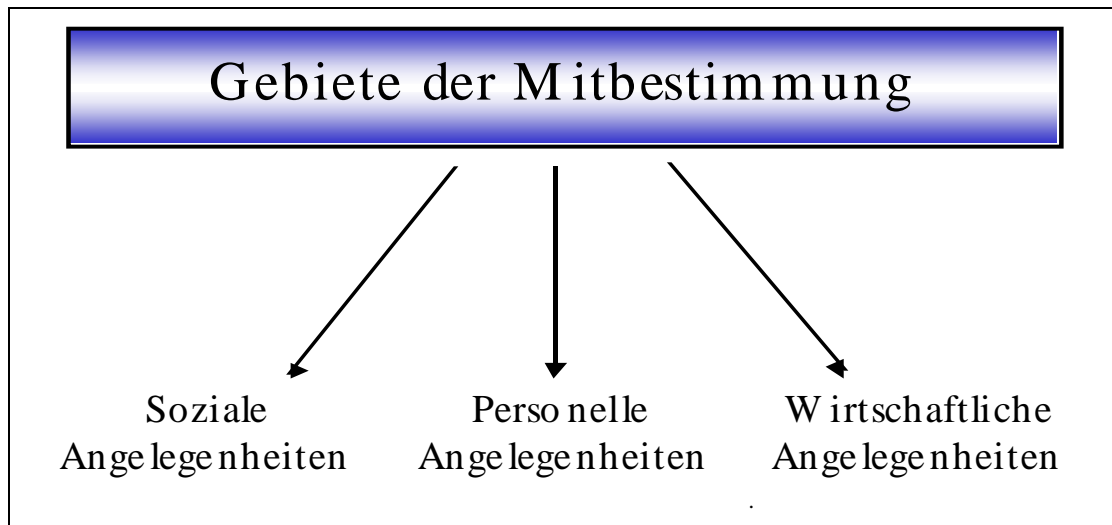 Gebiete der Mitbestimmung
Soziale
Angelegenheiten
Personelle
Angelegenheiten
Wirtschaftliche
Angelegenheiten